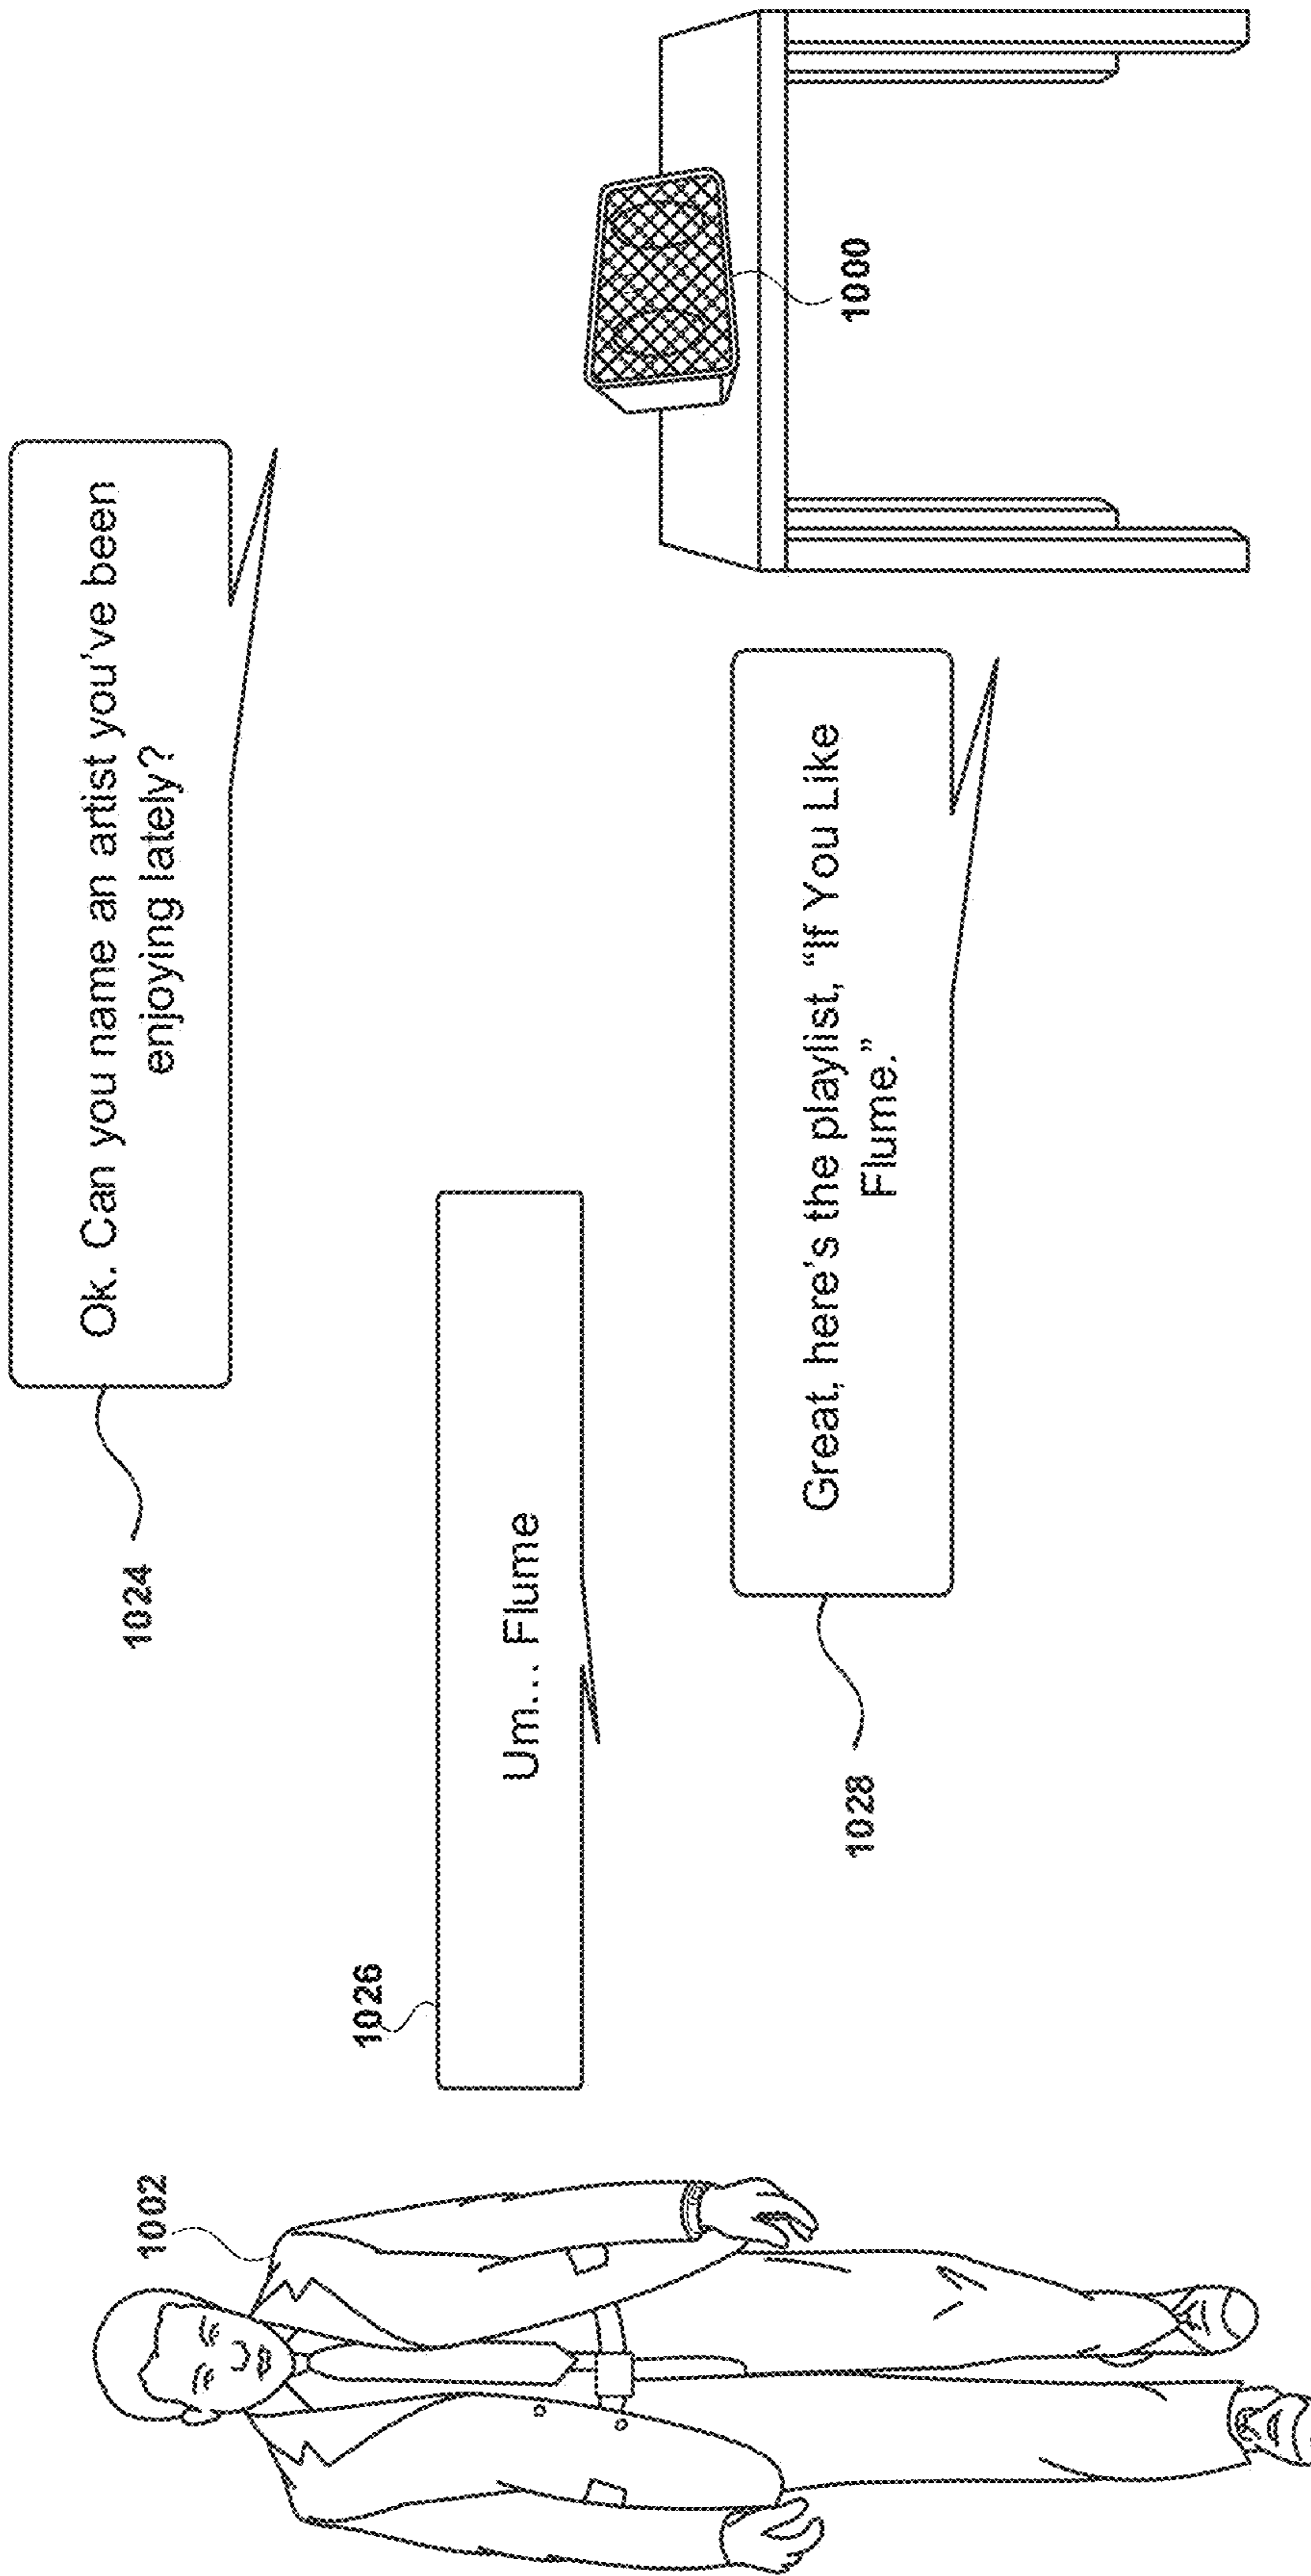 1024
Ok. Can you name an artist you've been
enjoying lately?
1002
1026
Um... Flume
1028
Great, here's the playlist, “If You Like
Flume.”
1000